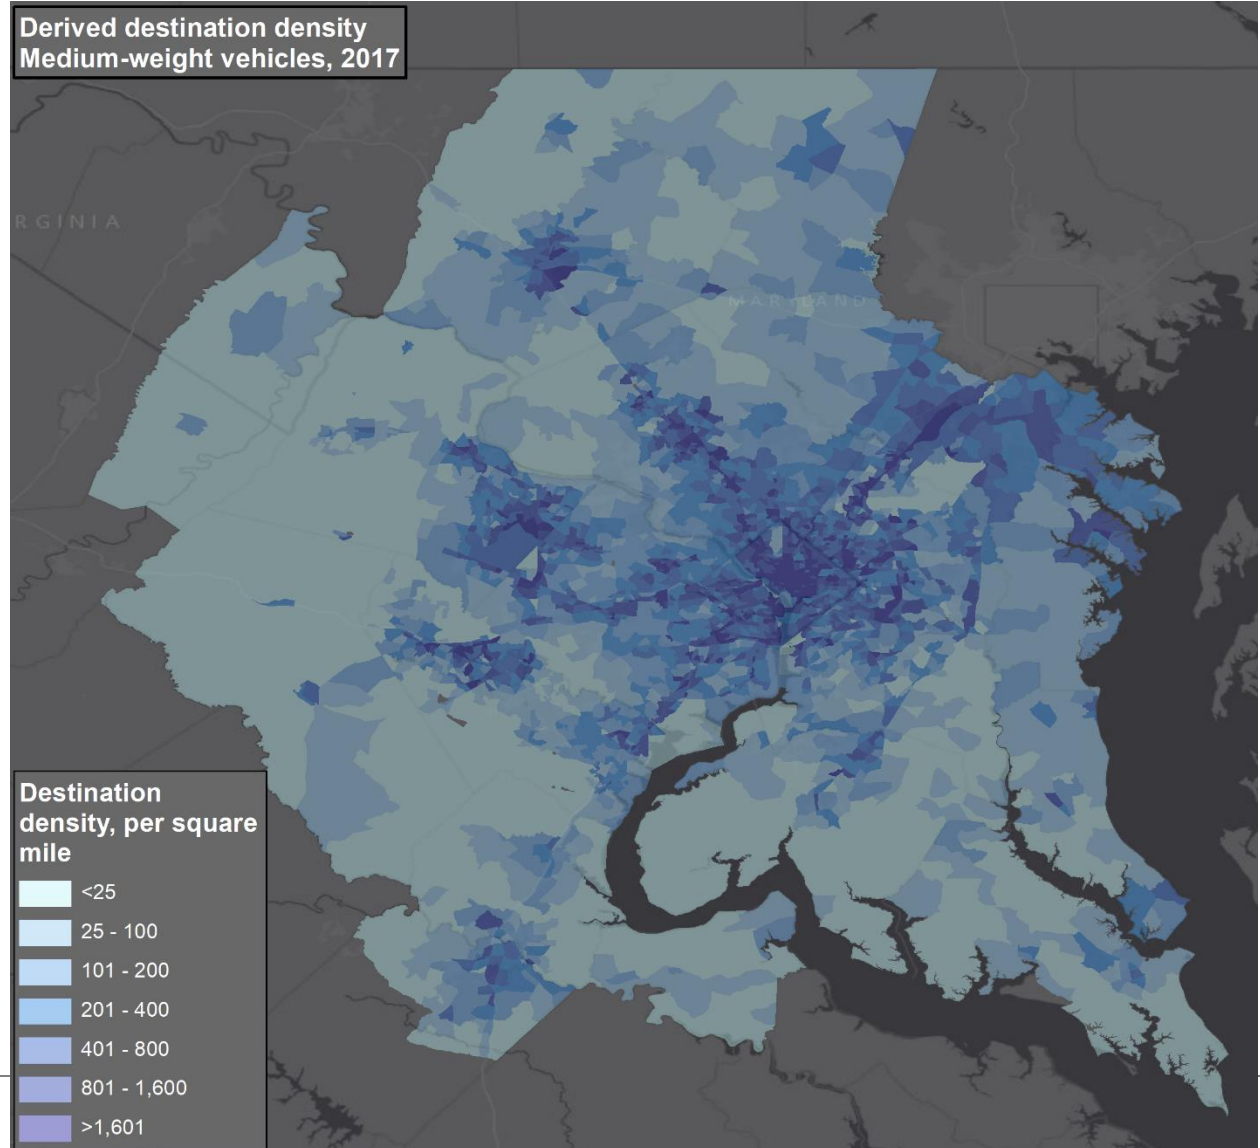 Derived destination density
Medium-weight vehicles, 2017
RGINIA
MARYLAND
Destination
density, per square
mile
<25
25 - 100
101 - 200
201 - 400
401 - 800
801 - 1,600
>1,601